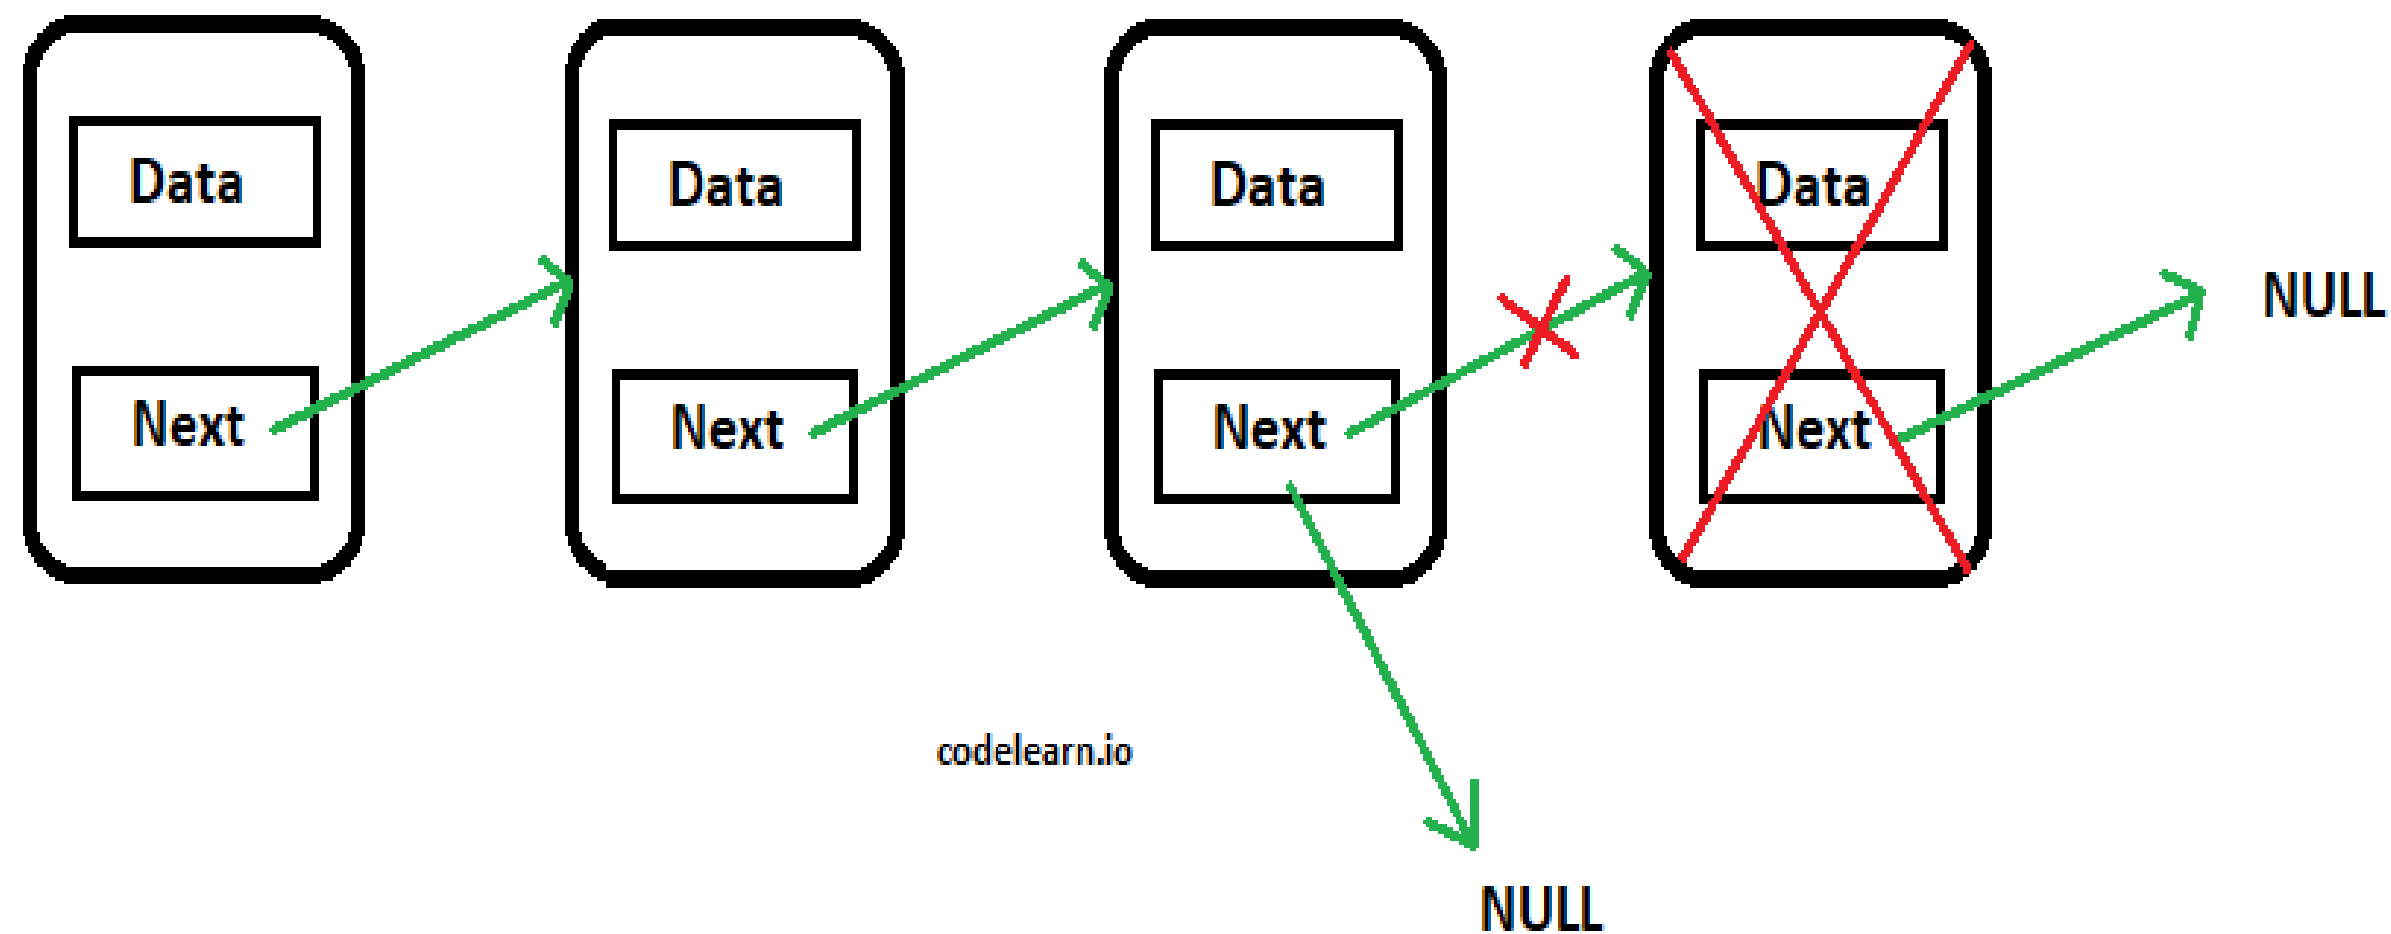 Data
Next
Data
Next
Data
Next
Data
Next
NULL
codelearn.io
NULL